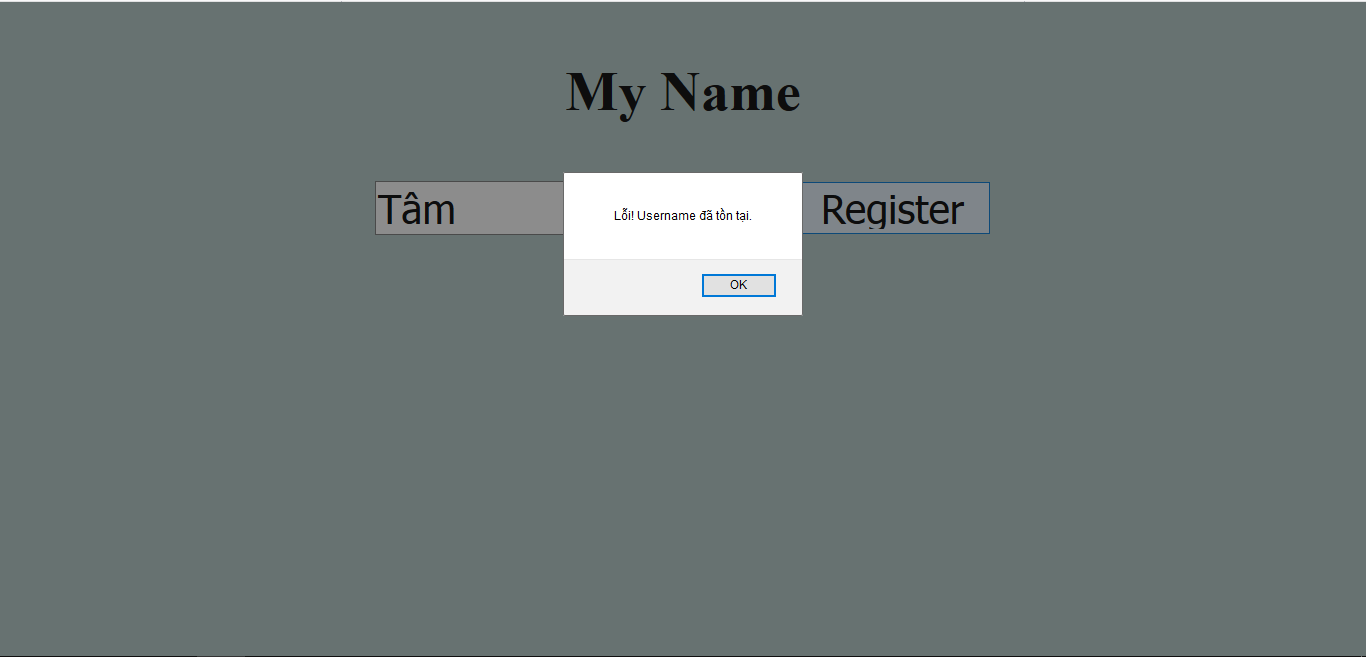 My Name
Tâm
Lỗi! Username đã tồn tại.
Register
OK